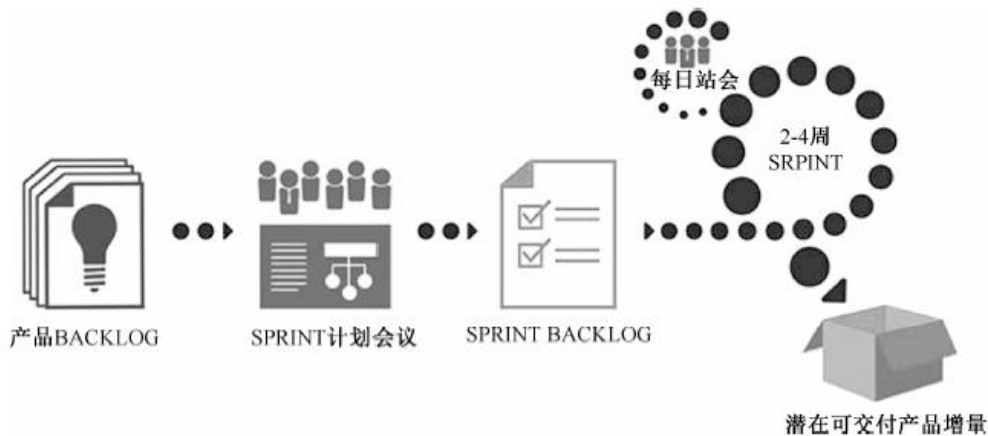 每日站会
2-4周
SRPINT
产品BACKLOG
SPRINT计划会议
SPRINT BACKLOG
潜在可交付产品增量